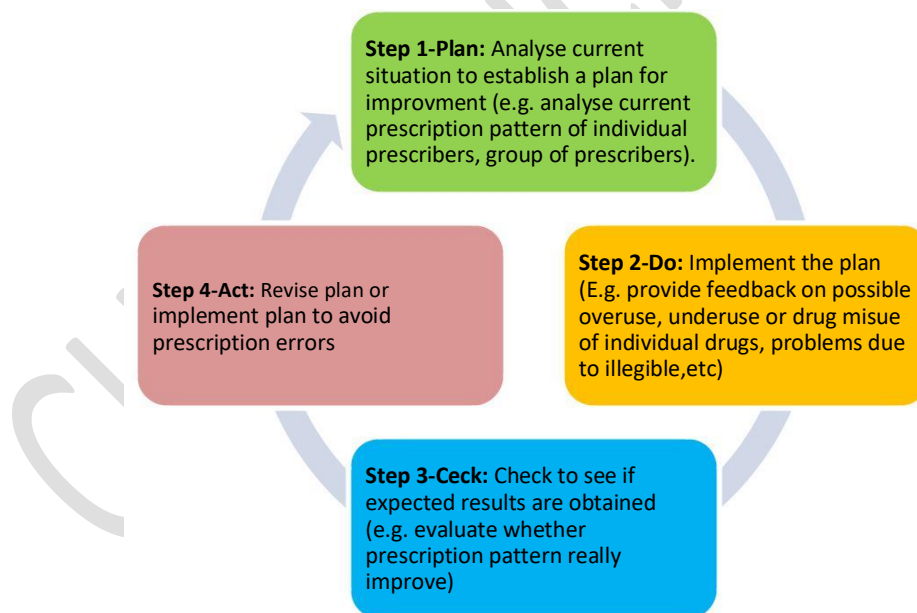 Step 1-Plan: Analyse current
situation to establish a plan for
improvment (e.g. analyse current
prescription pattern of individual
prescribers, group of prescribers).
Step 2-Do: Implement the plan
(E.g. provide feedback on possible
overuse, underuse or drug misue
of individual drugs, problems due
to illegible,etc)
Step 3-Ceck: Check to see if
expected results are obtained
(e.g. evaluate whether
prescription pattern really
improve)
Step 4-Act: Revise plan or
implement plan to avoid
prescription errors